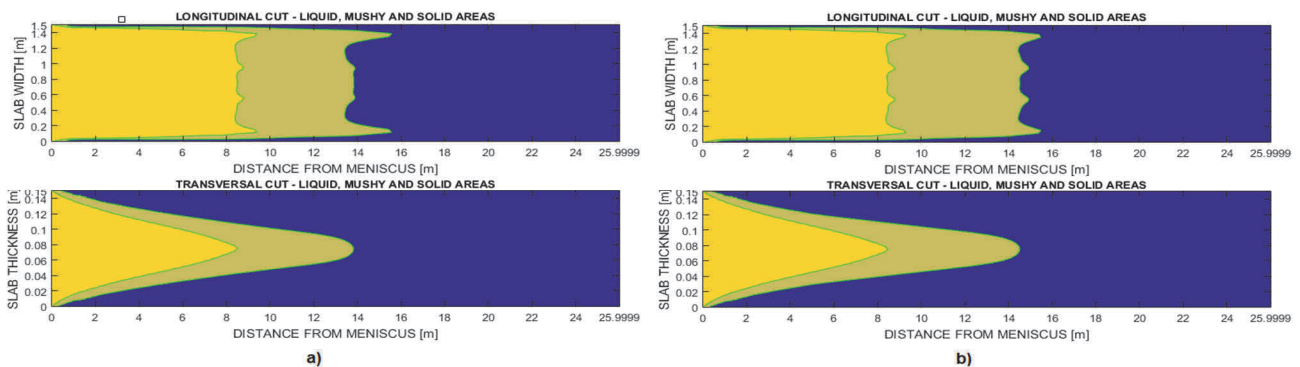 LONGITUDINAL CUT - LIQUID, MUSHY AND SOLID AREAS
SLAB WIDTH [m]
1.5
1.4
1.2
1
0.8
0.6
0.4
0.2
0
0 2 4 6 8 10 12 14 16 18 20 22 24 25.9999
DISTANCE FROM MENISCUS [m]
TRANSVERSAL CUT - LIQUID, MUSHY AND SOLID AREAS
SLAB THICKNESS [m]
0.15
0.14
0.12
0.10
0.08
0.06
0.04
0.02
0
0 2 4 6 8 10 12 14 16 18 20 22 24 25.9999
DISTANCE FROM MENISCUS [m]
a)
LONGITUDINAL CUT - LIQUID, MUSHY AND SOLID AREAS
SLAB WIDTH [m]
1.5
1.4
1.2
1
0.8
0.6
0.4
0.2
0
0 2 4 6 8 10 12 14 16 18 20 22 24 25.9999
DISTANCE FROM MENISCUS [m]
TRANSVERSAL CUT - LIQUID, MUSHY AND SOLID AREAS
SLAB THICKNESS [m]
0.15
0.14
0.12
0.10
0.08
0.06
0.04
0.02
0
0 2 4 6 8 10 12 14 16 18 20 22 24 25.9999
DISTANCE FROM MENISCUS [m]
b)